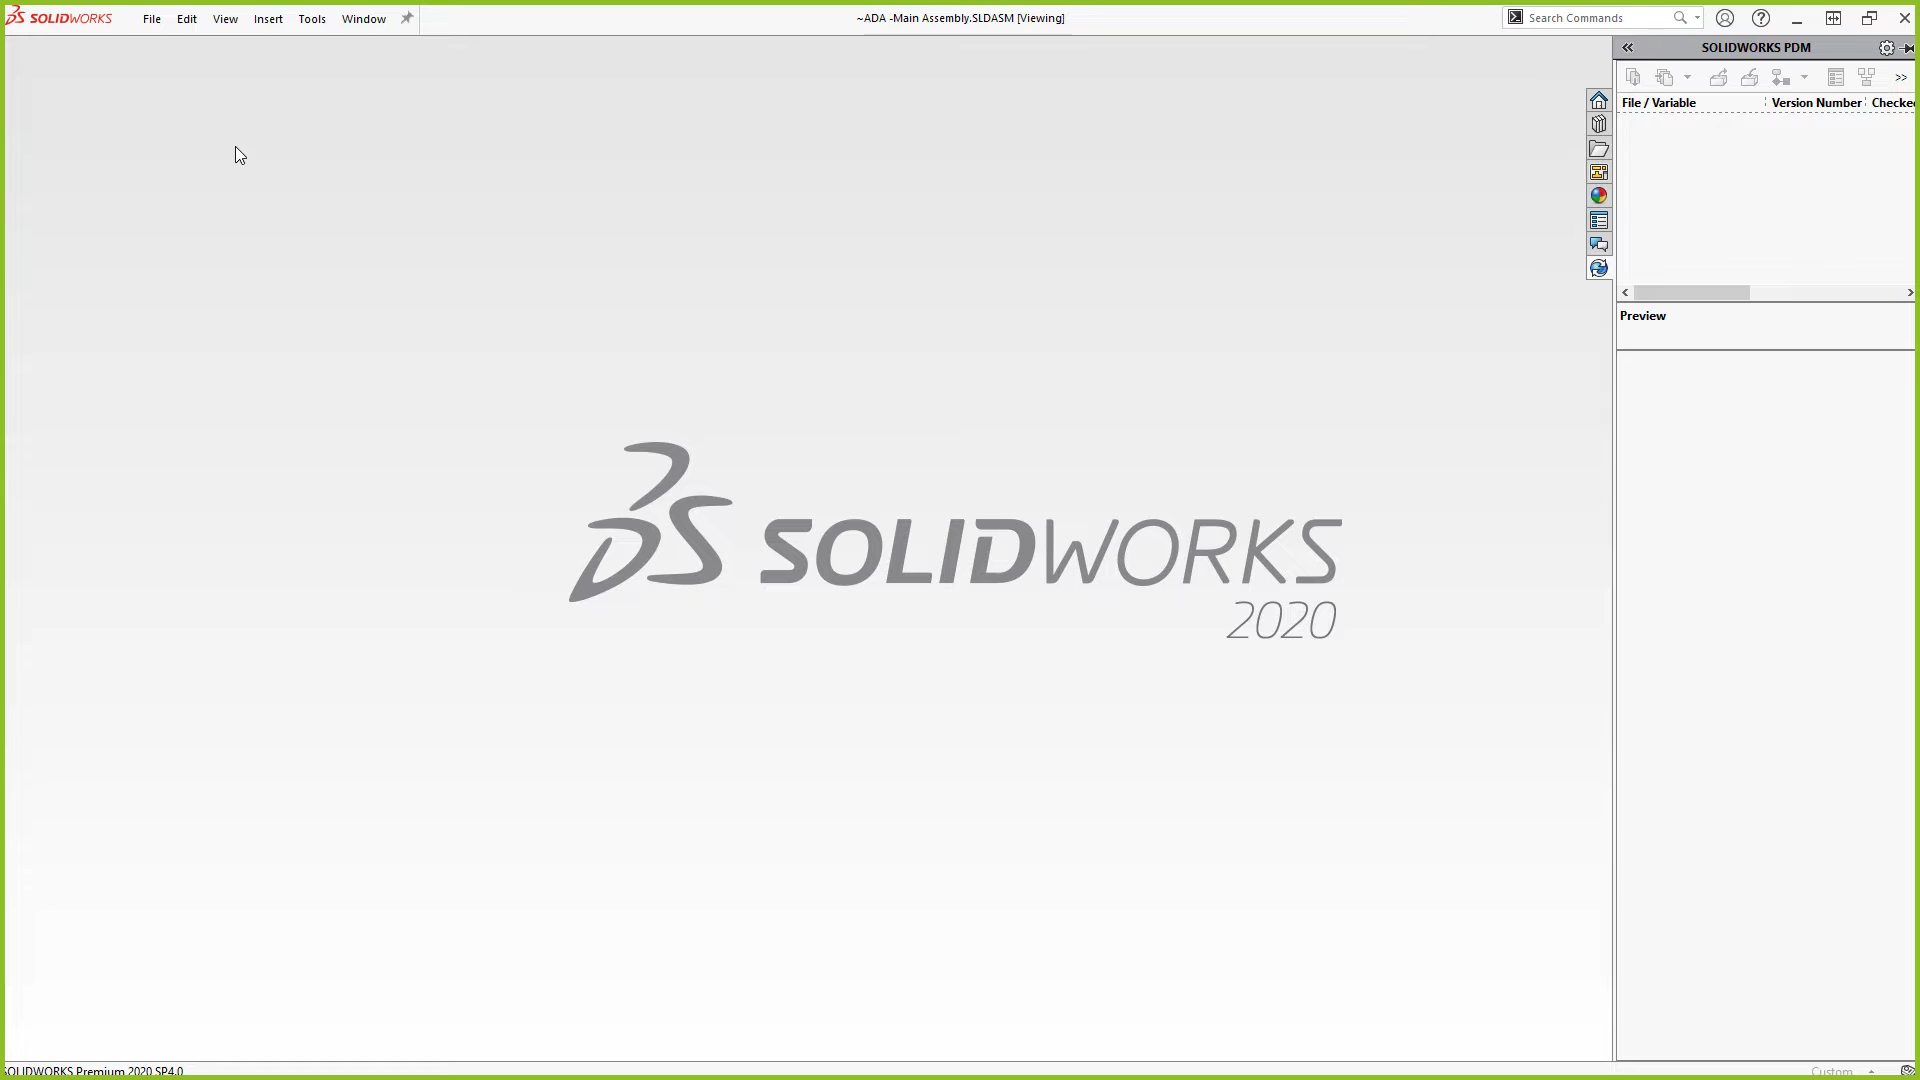 SOLIDWORKS File Edit View Insert Tools Window ~ADA -Main Assembly.SLDASM [Viewing] Search Commands
SOLIDWORKS PDM
File / Variable Version Number Checke
Preview
SOLIDWORKS
2020
SOLIDWORKS Premium 2020 SP4.0 Custom